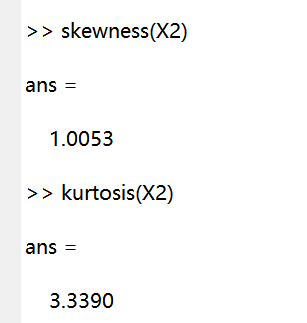 >> skewness(X2)
ans =
1.0053
>> kurtosis(X2)
ans =
3.3390